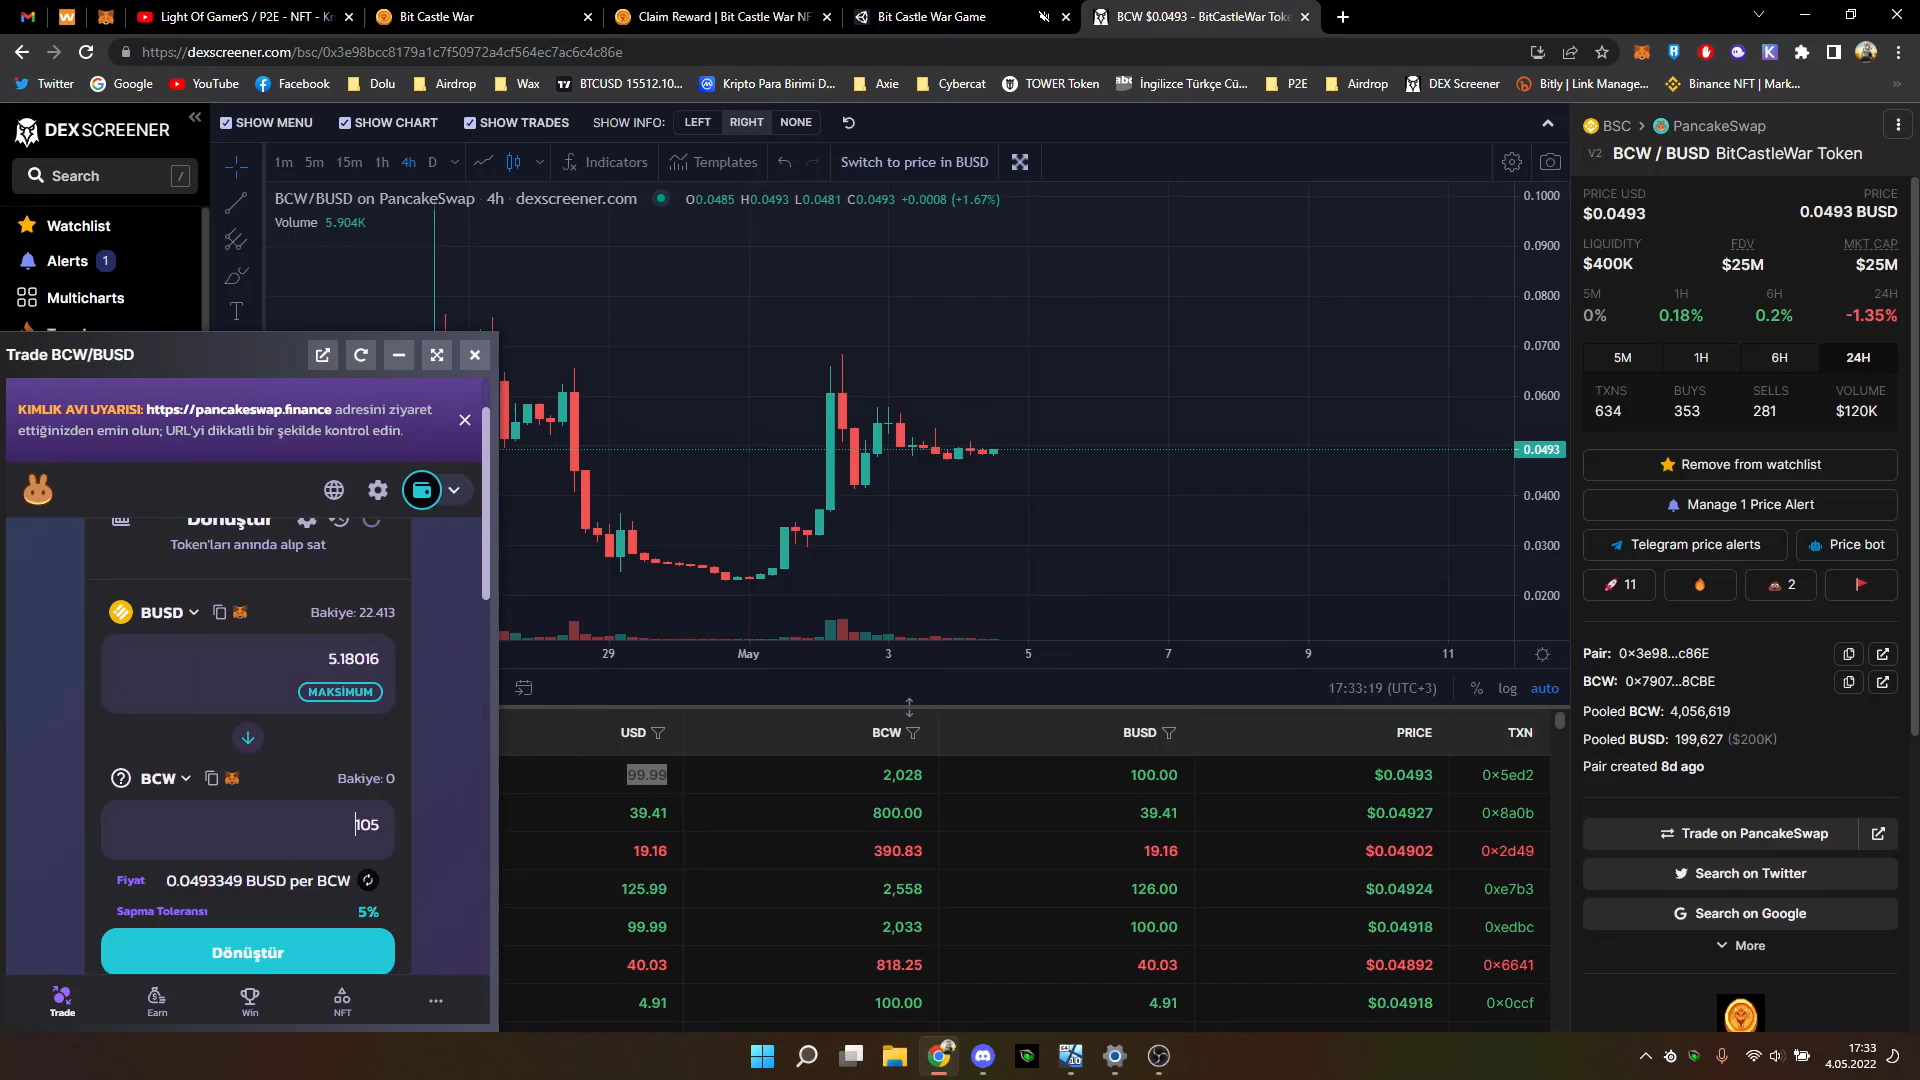 Light Of GamerS / P2E - NFT - Kr
Bit Castle War
Claim Reward | Bit Castle War NF
Bit Castle War Game
BCW $0.0493 - BitCastleWar Tok
https://dexscreener.com/bsc/0x3e98bcc8179a1c7f50972a4cf564ec7ac6c4c86e
Twitter
Google
YouTube
Facebook
Dolu
Airdrop
Wax
BTCUSD 15512.10...
Kripto Para Birimi D...
Axie
Cybercat
TOWER Token
İngilizce Türkçe Cü...
P2E
Airdrop
DEX Screener
Bitly | Link Manage...
Binance NFT | Mark...
DEX SCREENER
Search /
Watchlist
Alerts 1
Multicharts
SHOW MENU SHOW CHART SHOW TRADES SHOW INFO: LEFT RIGHT NONE
1m 5m 15m 1h 4h D Indicators Templates Switch to price in BUSD
BCW/BUSD on PancakeSwap · 4h · dexscreener.com O0.0485 H0.0493 L0.0481 C0.0493 +0.0008 (+1.67%)
Volume 5.904K
0.1000
0.0900
0.0800
0.0700
0.0600
0.0493
0.0400
0.0300
0.0200
29 May 3 5 7 9 11
17:33:19 (UTC+3) % log auto
Trade BCW/BUSD
KIMLIK AVI UYARISI: https://pancakeswap.finance adresini ziyaret
ettiğinizden emin olun; URL'yi dikkatli bir şekilde kontrol edin.
Dönüştür
Token'ları anında alıp sat
BUSD Bakiye: 22.413
5.18016
MAKSİMUM
BCW Bakiye: 0
105
Fiyat 0.0493349 BUSD per BCW
Sapma Toleransı 5%
Dönüştür
Trade Earn Win NFT
USD BCW BUSD PRICE TXN
99.99 2,028 100.00 $0.0493 0x5ed2
39.41 800.00 39.41 $0.04927 0x8a0b
19.16 390.83 19.16 $0.04902 0x2d49
125.99 2,558 126.00 $0.04924 0xe7b3
99.99 2,033 100.00 $0.04918 0xedbc
40.03 818.25 40.03 $0.04892 0x6641
4.91 100.00 4.91 $0.04918 0x0ccf
BSC > PancakeSwap
V2 BCW / BUSD BitCastleWar Token
PRICE USD PRICE
$0.0493 0.0493 BUSD
LIQUIDITY FDV MKT CAP
$400K $25M $25M
5M 1H 6H 24H
0% 0.18% 0.2% -1.35%
5M 1H 6H 24H
TXNS BUYS SELLS VOLUME
634 353 281 $120K
Remove from watchlist
Manage 1 Price Alert
Telegram price alerts Price bot
11 2
Pair: 0x3e98...c86E
BCW: 0x7907...8CBE
Pooled BCW: 4,056,619
Pooled BUSD: 199,627 ($200K)
Pair created 8d ago
Trade on PancakeSwap
Search on Twitter
Search on Google
More
17:33
4.05.2022